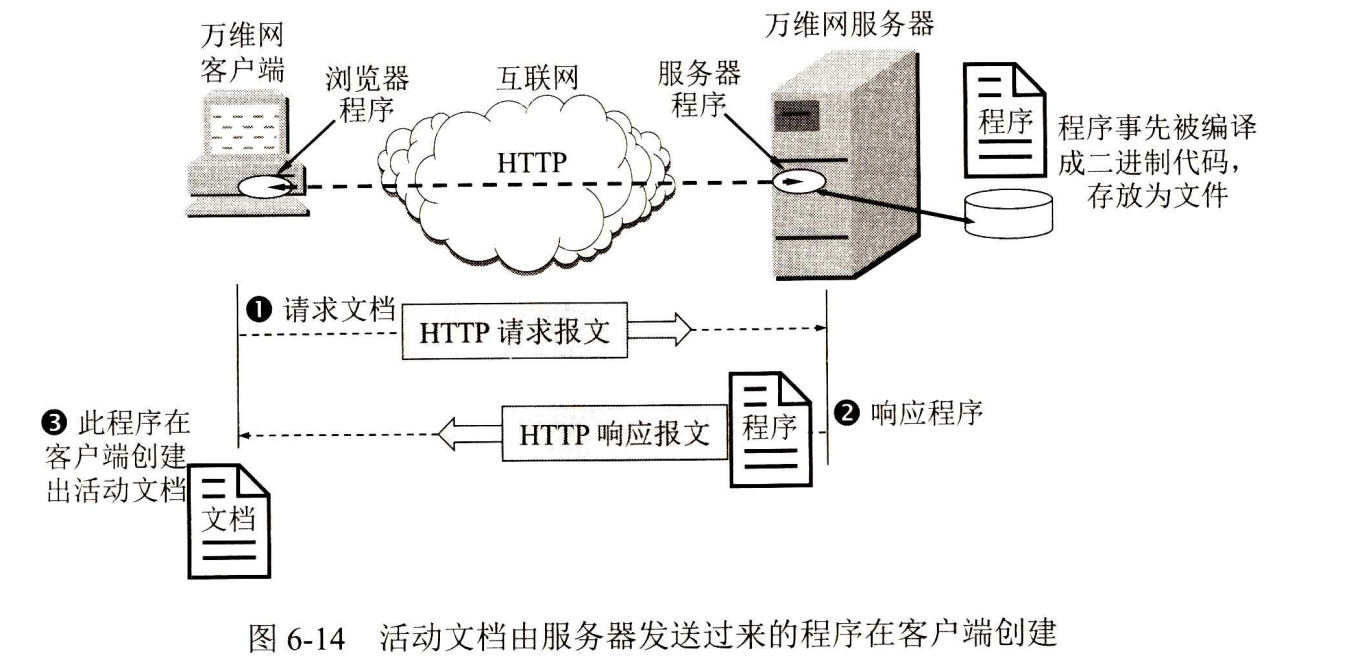 万维网
客户端
浏览器
程序
互联网
HTTP
服务器
程序
万维网服务器
程序
程序事先被编译
成二进制代码，
存放为文件
❶ 请求文档
HTTP 请求报文
HTTP 响应报文
程序
❷ 响应程序
❸ 此程序在
客户端创建
出活动文档
文档
图 6-14 活动文档由服务器发送过来的程序在客户端创建